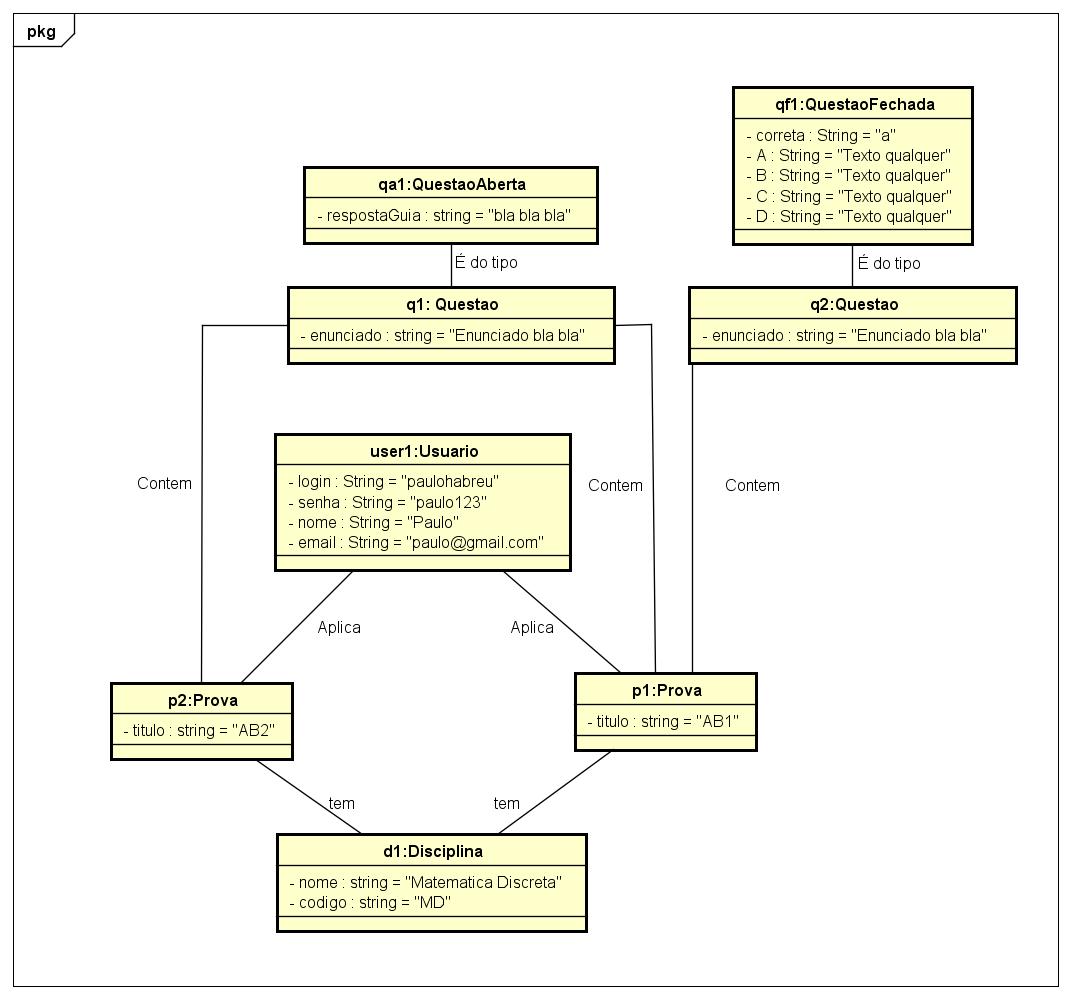 pkg
qf1:QuestaoFechada
- correta : String = "a"
- A : String = "Texto qualquer"
- B : String = "Texto qualquer"
- C : String = "Texto qualquer"
- D : String = "Texto qualquer"
qa1:QuestaoAberta
- respostaGuia : string = "bla bla bla"
É do tipo
É do tipo
q1: Questao
- enunciado : string = "Enunciado bla bla"
q2:Questao
- enunciado : string = "Enunciado bla bla"
user1:Usuario
- login : String = "paulohabreu"
- senha : String = "paulo123"
- nome : String = "Paulo"
- email : String = "paulo@gmail.com"
Contem
Contem
Contem
Aplica
Aplica
p2:Prova
- titulo : string = "AB2"
p1:Prova
- titulo : string = "AB1"
tem
tem
d1:Disciplina
- nome : string = "Matematica Discreta"
- codigo : string = "MD"